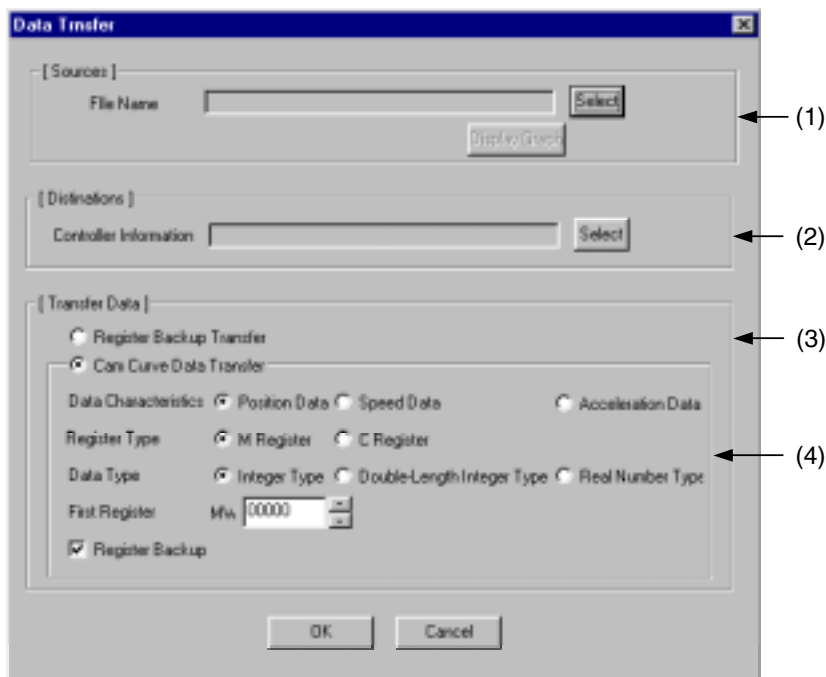 Data Trnsfer
[ Sources ]
File Name Select
Display Graph
(1)
[ Distinations ]
Controller Information Select
(2)
[ Transfer Data ]
Register Backup Transfer
(3)
Cam Curve Data Transfer
Data Characteristics Position Data Speed Data Acceleration Data
Register Type M Register C Register
(4)
Data Type Integer Type Double-Length Integer Type Real Number Type
First Register MW 00000
Register Backup
OK Cancel